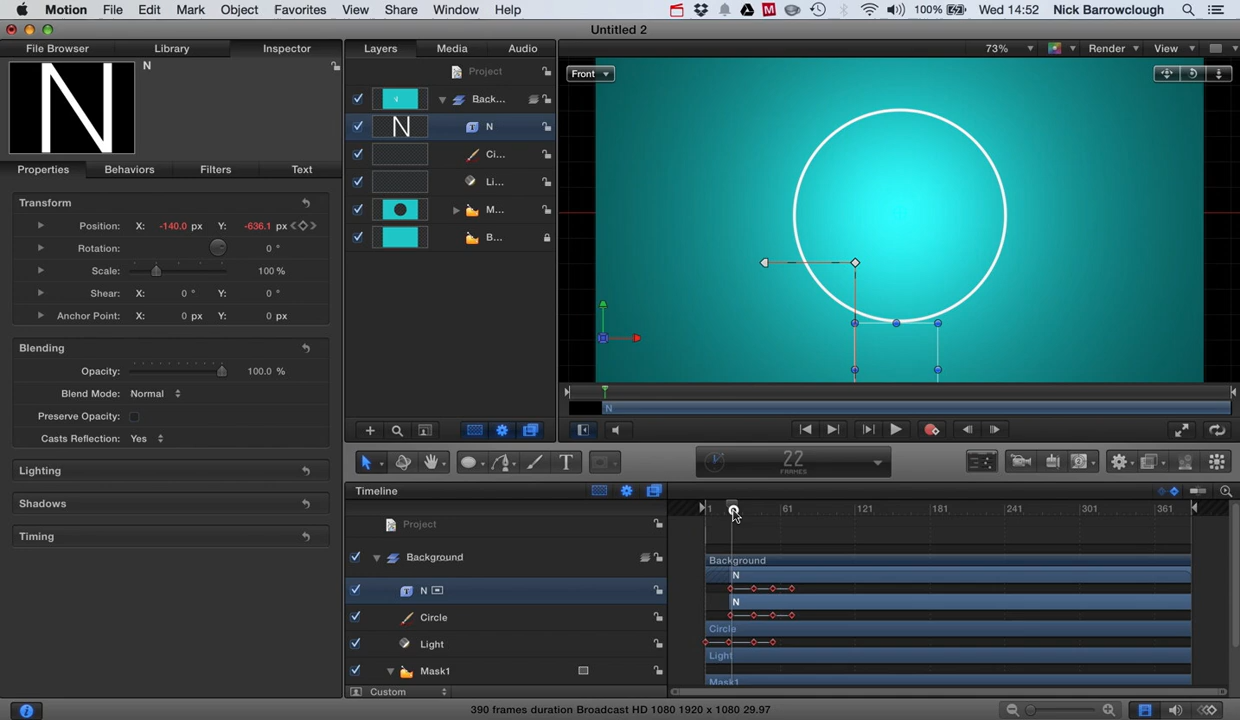 Motion File Edit Mark Object Favorites View Share Window Help 100% Wed 14:52 Nick Barrowclough
Untitled 2
File Browser Library Inspector Layers Media Audio 73% Render View
N
Project
Front
Back...
N
Ci...
Li...
M...
B...
Properties Behaviors Filters Text
Transform
Position: X: -140.0 px Y: -636.1 px
Rotation: 0 °
Scale: 100 %
Shear: X: 0 ° Y: 0 °
Anchor Point: X: 0 px Y: 0 px
Blending
Opacity: 100.0 %
Blend Mode: Normal
Preserve Opacity:
Casts Reflection: Yes
Lighting
Shadows
Timing
N
22
FRAMES
Timeline
1 61 121 181 241 301 361
Project
Background
Background
N
N
N
Circle
Circle
Light
Light
Mask1
Mask1
Custom
390 frames duration Broadcast HD 1080 1920 x 1080 29.97